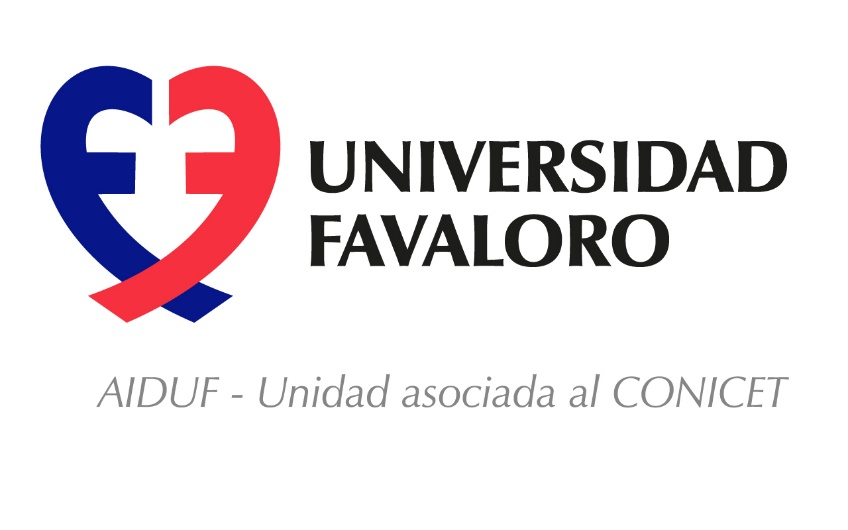 UNIVERSIDAD
FAVALORO
AIDUF - Unidad asociada al CONICET